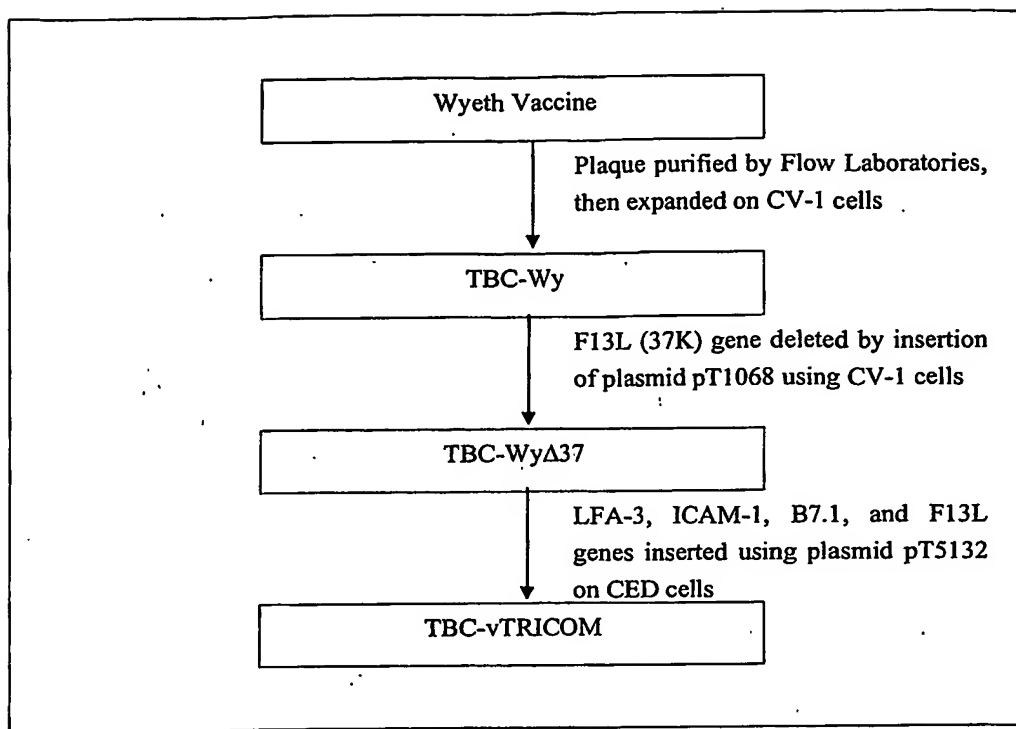 Wyeth Vaccine
Plaque purified by Flow Laboratories,
then expanded on CV-1 cells
TBC-Wy
F13L (37K) gene deleted by insertion
of plasmid pT1068 using CV-1 cells
TBC-WyΔ37
LFA-3, ICAM-1, B7.1, and F13L
genes inserted using plasmid pT5132
on CED cells
TBC-vTRICOM